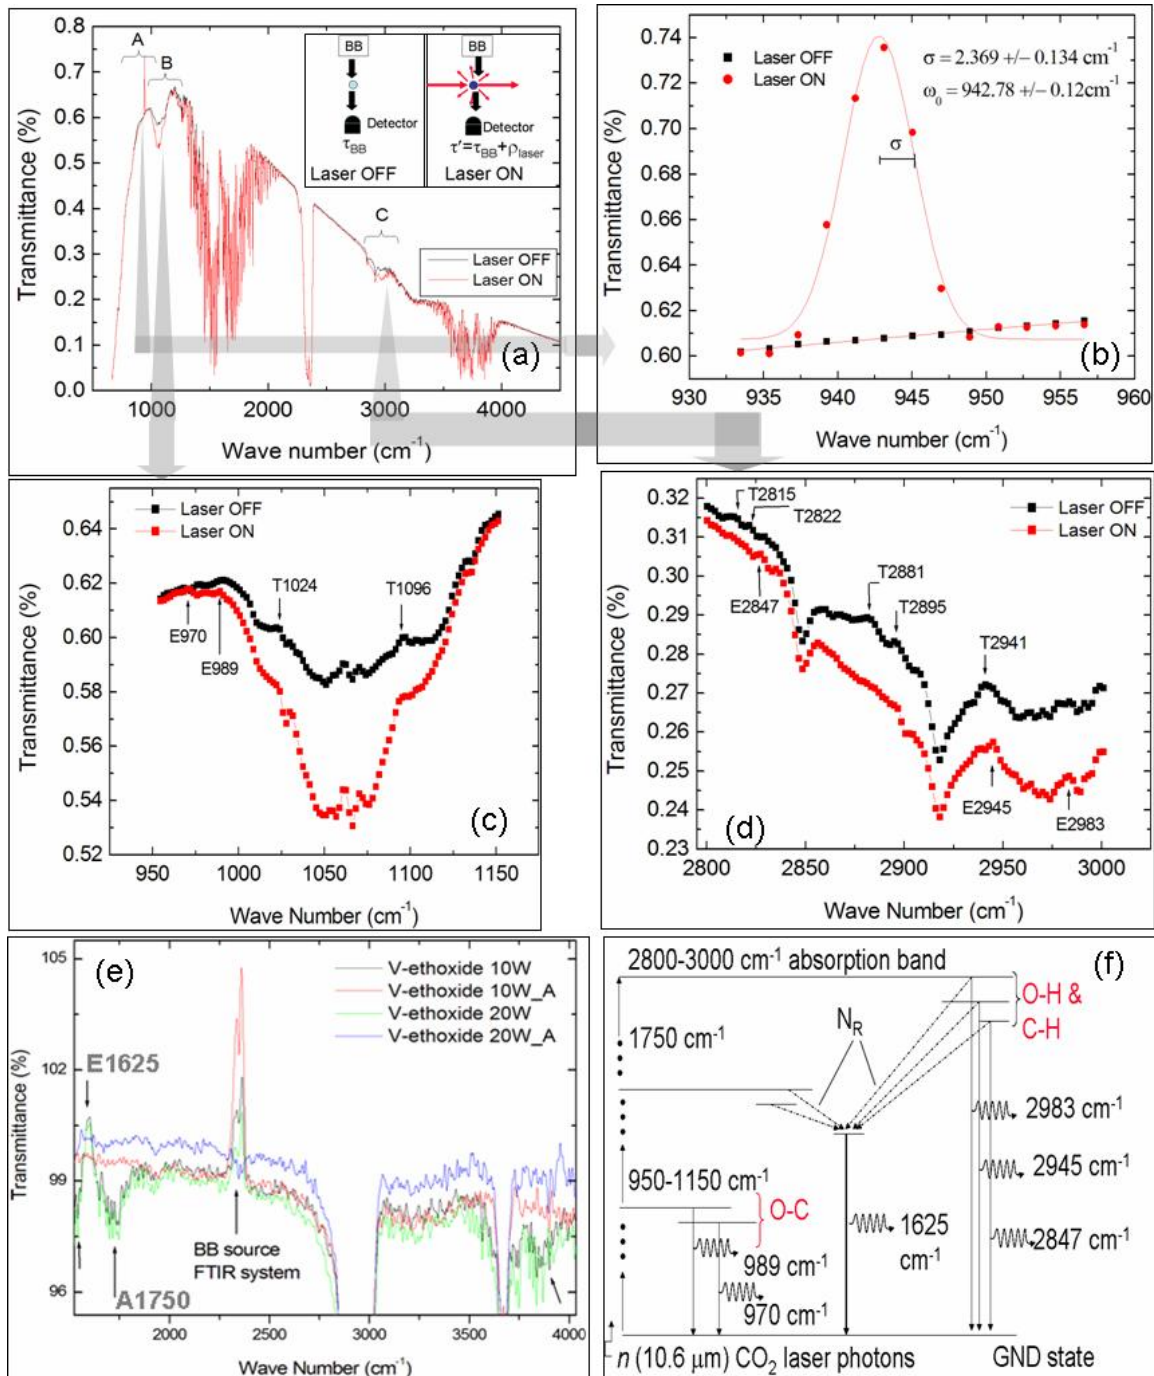 0.8
0.7
0.6
0.5
0.4
0.3
0.2
0.1
0.0
Transmittance (%)
A
B
C
BB
BB
Detector
Detector
τBB
τ'=τBB+ρlaser
Laser OFF
Laser ON
Laser OFF
Laser ON
(a)
1000 2000 3000 4000
Wave number (cm-1)
0.74
0.72
0.70
0.68
0.66
0.64
0.62
0.60
Transmittance (%)
Laser OFF
Laser ON
σ = 2.369 +/− 0.134 cm-1
ω0 = 942.78 +/− 0.12cm-1
σ
(b)
930 935 940 945 950 955 960
Wave number (cm-1)
0.64
0.62
0.60
0.58
0.56
0.54
0.52
Transmittance (%)
Laser OFF
Laser ON
T1024
T1096
E970
E989
(c)
950 1000 1050 1100 1150
Wave Number (cm-1)
0.32
0.31
0.30
0.29
0.28
0.27
0.26
0.25
0.24
0.23
Transmittance (%)
T2815
T2822
Laser OFF
Laser ON
T2881
E2847
T2895
T2941
E2945
E2983
(d)
2800 2850 2900 2950 3000
Wave Number (cm-1)
105
102
99
96
Transmittance (%)
(e)
V-ethoxide 10W
V-ethoxide 10W_A
V-ethoxide 20W
V-ethoxide 20W_A
E1625
BB source
FTIR system
A1750
2000 2500 3000 3500 4000
Wave Number (cm-1)
2800-3000 cm-1 absorption band
(f)
O-H &
C-H
NR
1750 cm-1
2983 cm-1
950-1150 cm-1
2945 cm-1
O-C
1625
cm-1
2847 cm-1
989 cm-1
970 cm-1
n (10.6 μm) CO2 laser photons
GND state